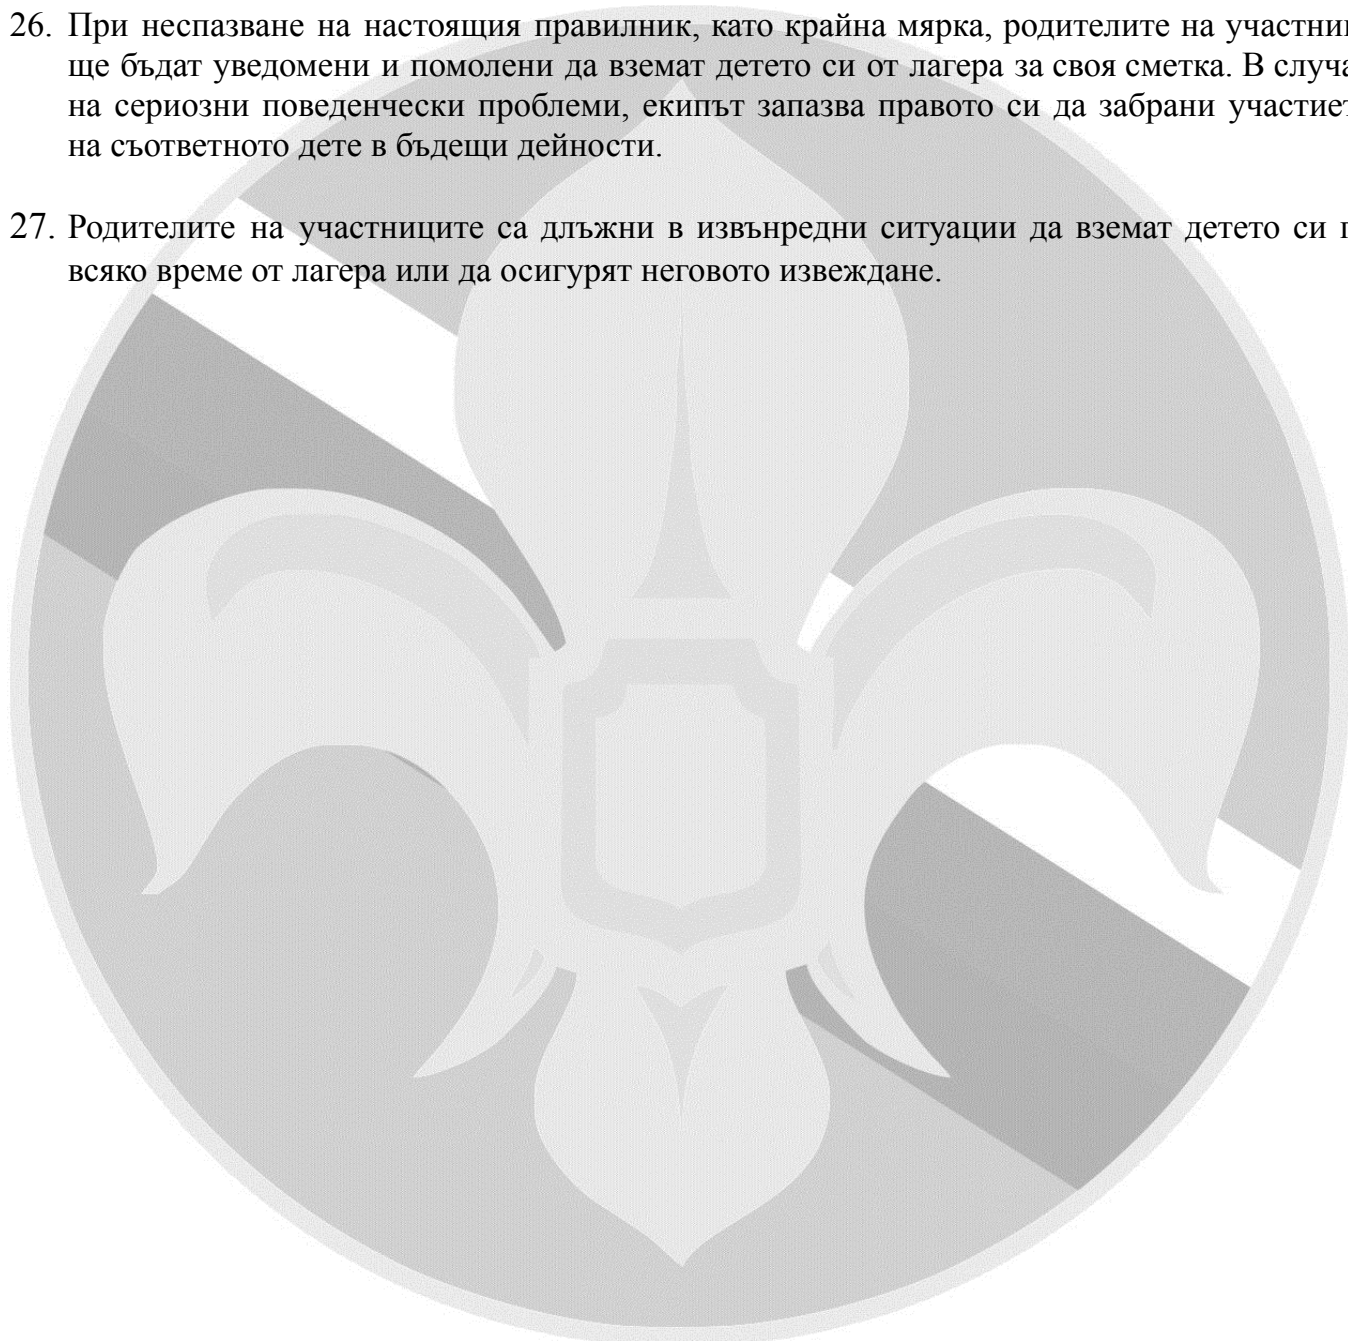 26. При неспазване на настоящия правилник, като крайна мярка, родителите на
ще бъдат уведомени и помолени да вземат детето си от лагера за своя сметка. В
на сериозни поведенчески проблеми, екипът запазва правото си да забрани
на съответното дете в бъдещи дейности.
27. Родителите на участниците са длъжни в извънредни ситуации да вземат детето си
всяко време от лагера или да осигурят неговото извеждане.